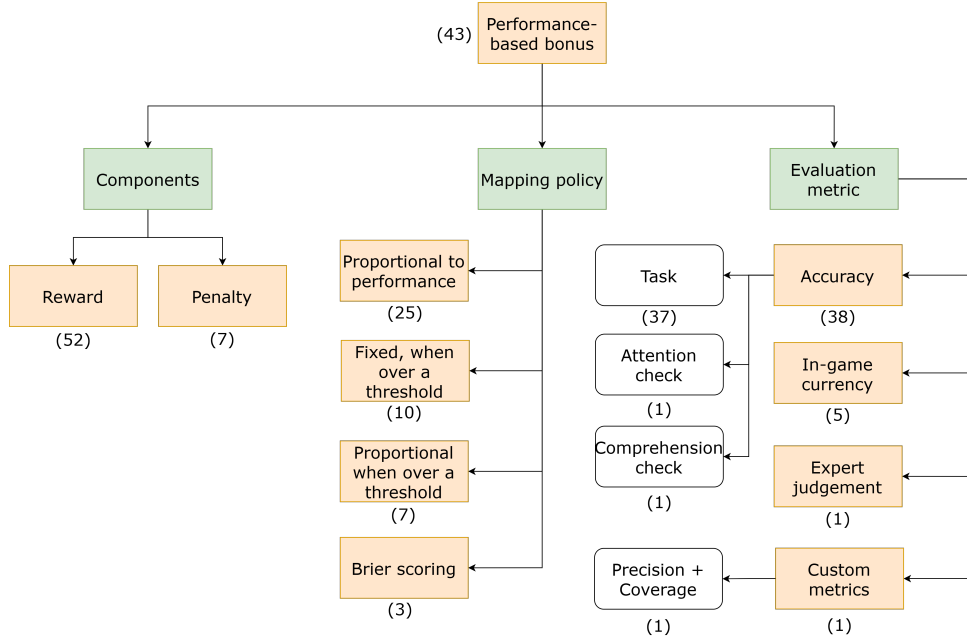 (43)
Performance-
based bonus
Components
Mapping policy
Evaluation
metric
Reward
(52)
Penalty
(7)
Proportional to
performance
(25)
Fixed, when
over a
threshold
(10)
Proportional
when over a
threshold
(7)
Brier scoring
(3)
Task
(37)
Attention
check
(1)
Comprehension
check
(1)
Precision +
Coverage
(1)
Accuracy
(38)
In-game
currency
(5)
Expert
judgement
(1)
Custom
metrics
(1)